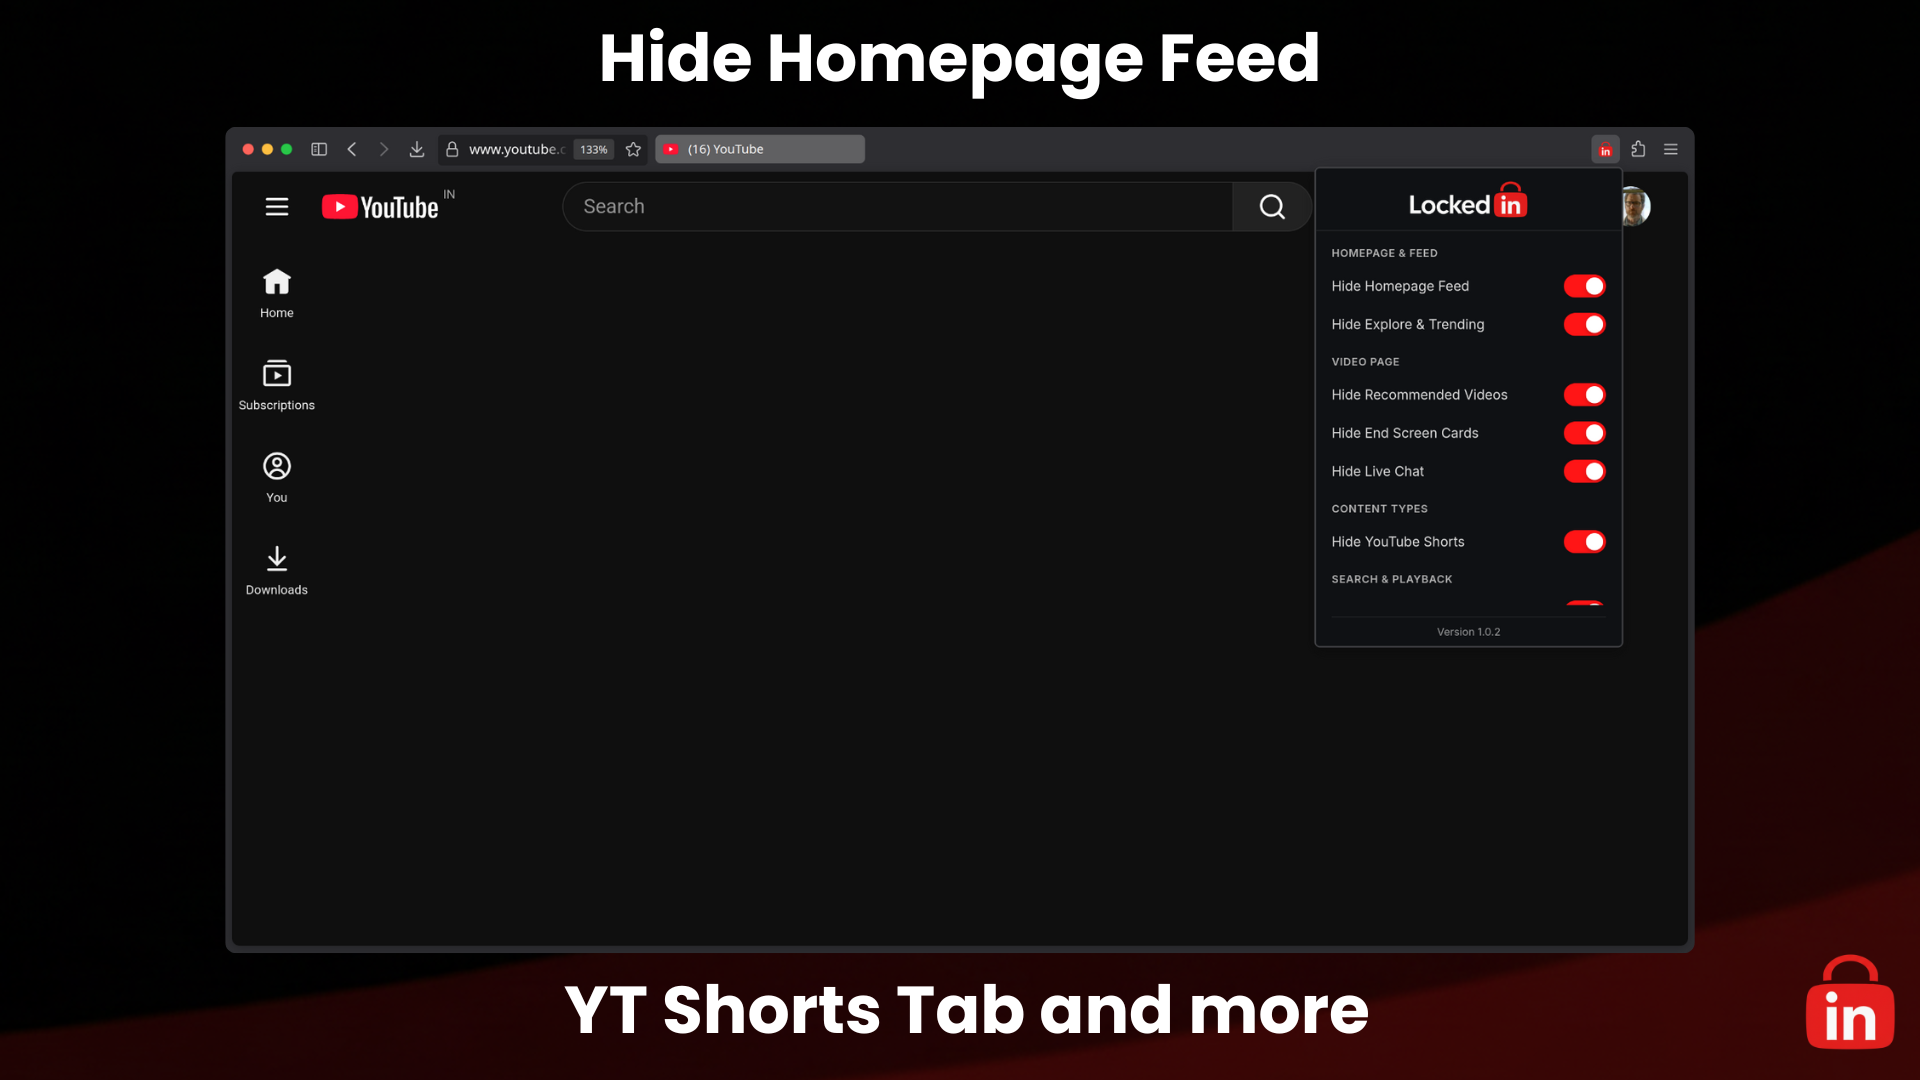 Hide Homepage Feed
www.youtube.c
133%
(16) YouTube
YouTube IN
Search
Locked in
Home
Subscriptions
You
Downloads
HOMEPAGE & FEED
Hide Homepage Feed
Hide Explore & Trending
VIDEO PAGE
Hide Recommended Videos
Hide End Screen Cards
Hide Live Chat
CONTENT TYPES
Hide YouTube Shorts
SEARCH & PLAYBACK
Version 1.0.2
YT Shorts Tab and more
in